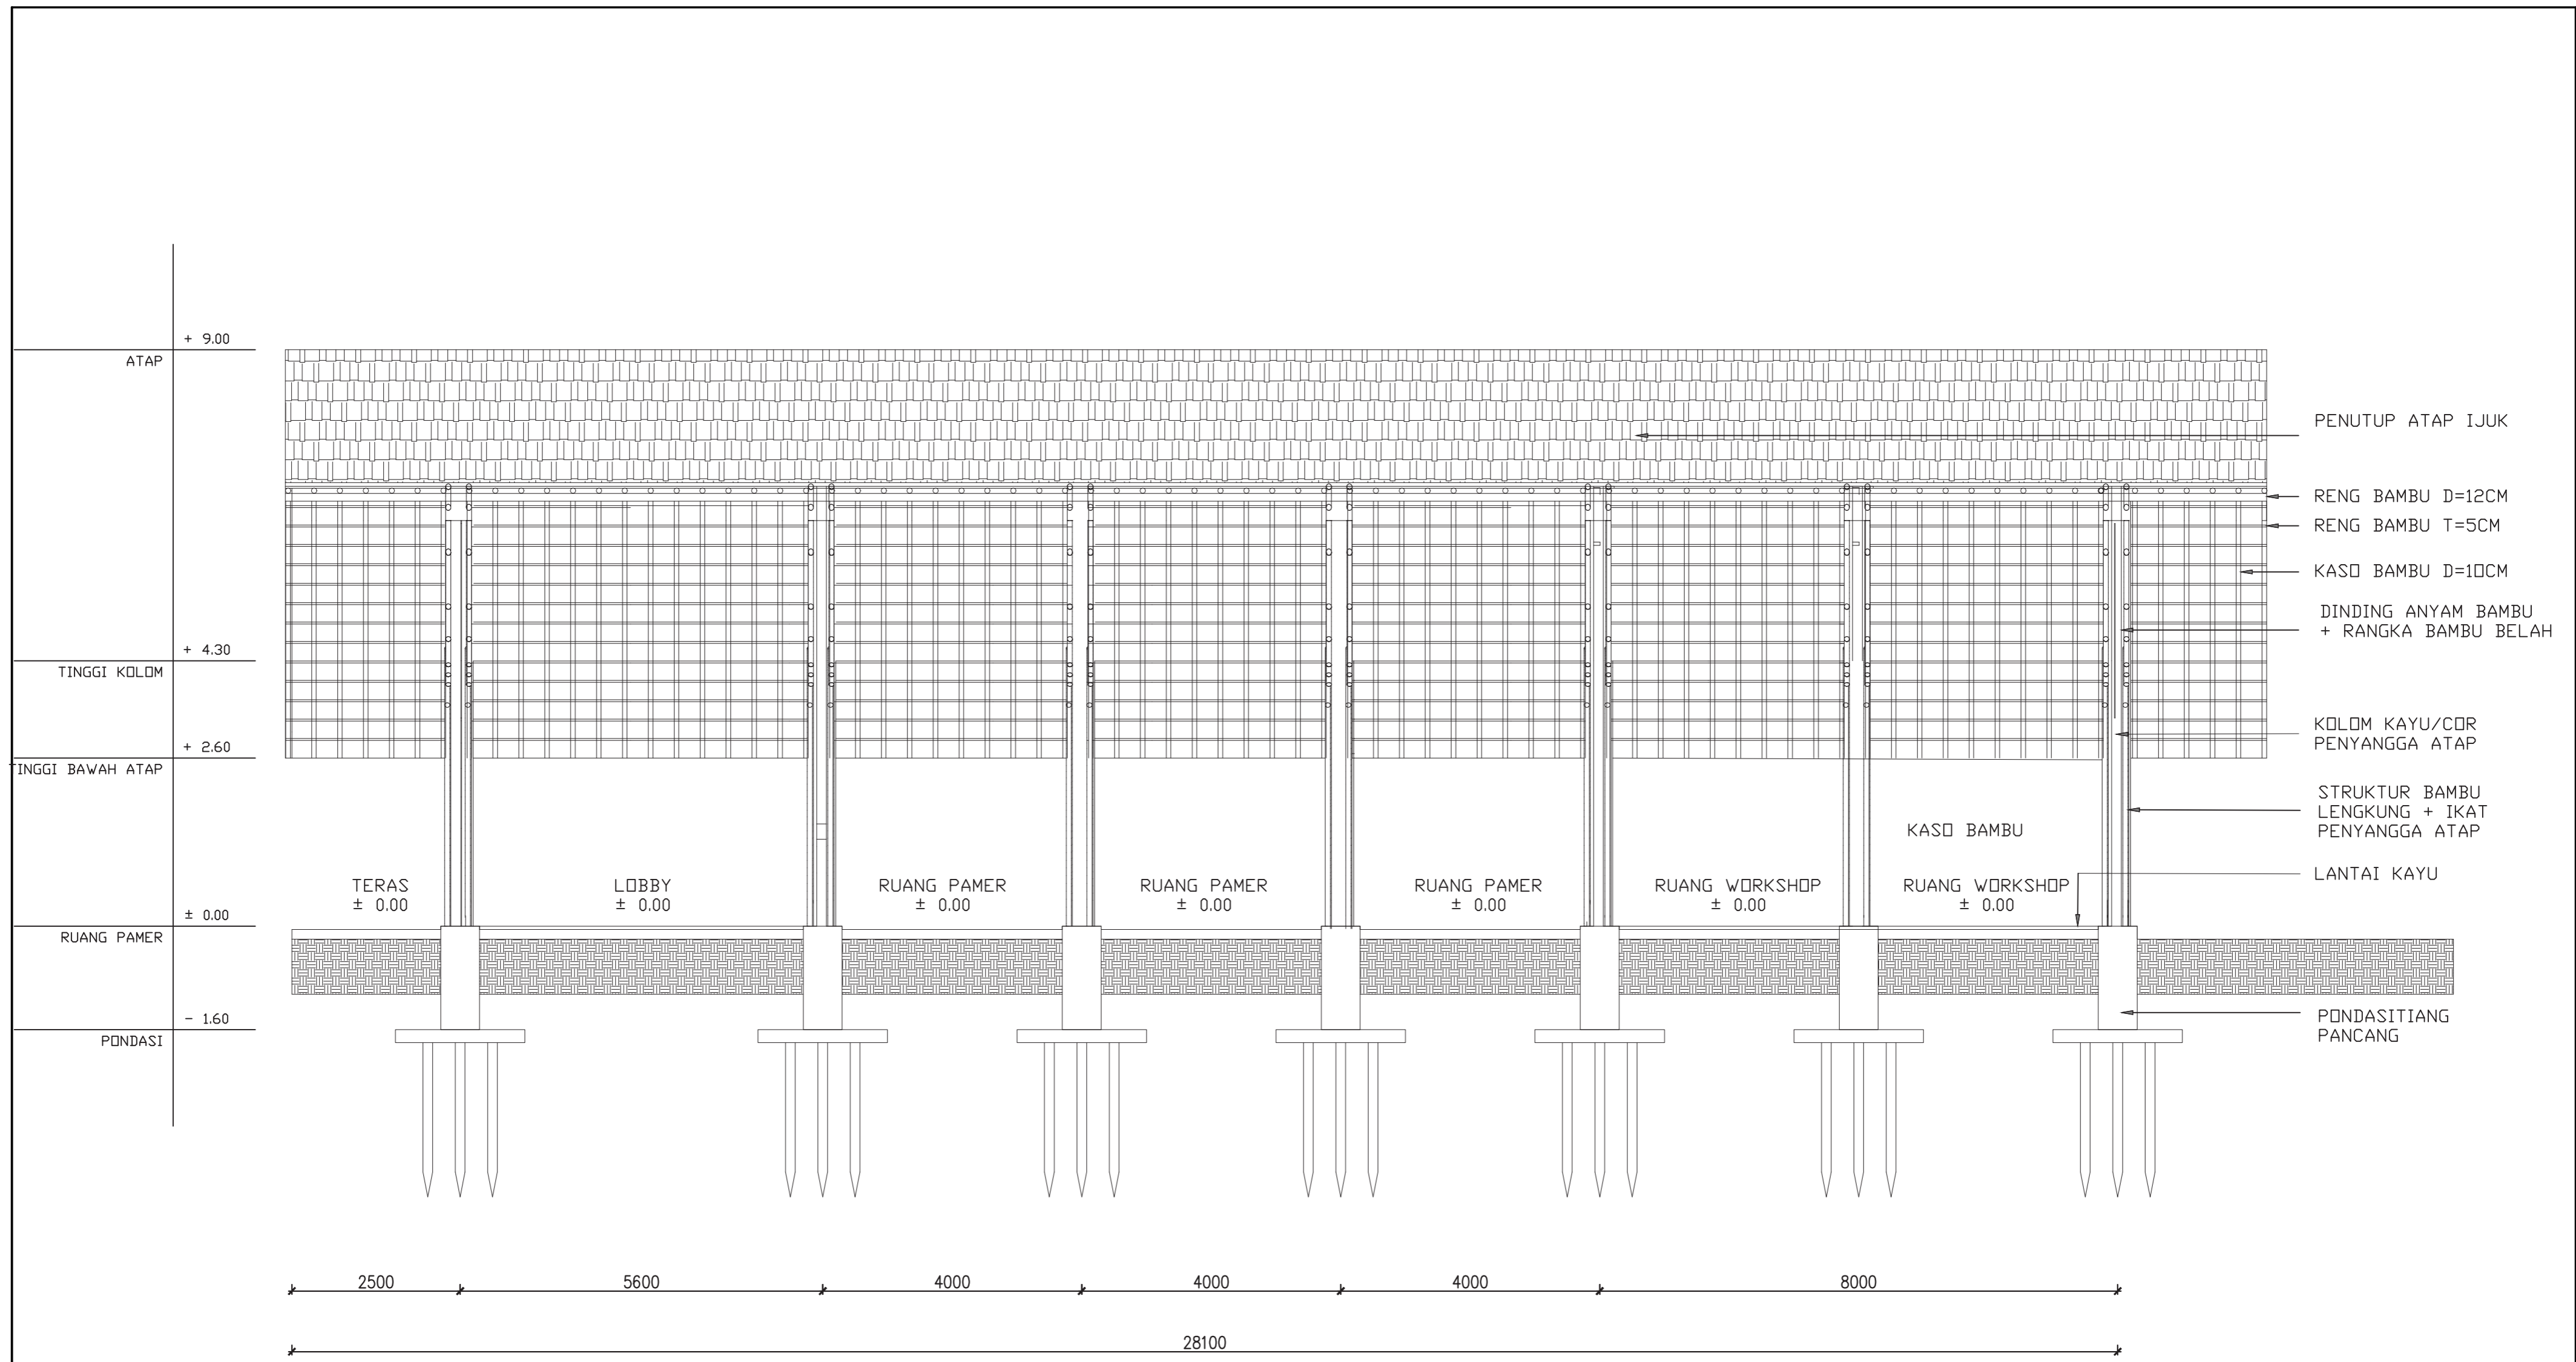 + 9.00
ATAP
PENUTUP ATAP IJUK
RENG BAMBU D=12CM
RENG BAMBU T=5CM
KASO BAMBU D=10CM
DINDING ANYAM BAMBU
+ RANGKA BAMBU BELAH
+ 4.30
TINGGI KOLOM
KOLOM KAYU/COR
PENYANGGA ATAP
+ 2.60
TINGGI BAWAH ATAP
STRUKTUR BAMBU
LENGKUNG + IKAT
PENYANGGA ATAP
KASO BAMBU
LANTAI KAYU
TERAS
± 0.00
LOBBY
± 0.00
RUANG PAMER
± 0.00
RUANG PAMER
± 0.00
RUANG PAMER
± 0.00
RUANG WORKSHOP
± 0.00
RUANG WORKSHOP
± 0.00
± 0.00
RUANG PAMER
- 1.60
PONDASI
PONDASITIANG
PANCANG
2500
5600
4000
4000
4000
8000
28100